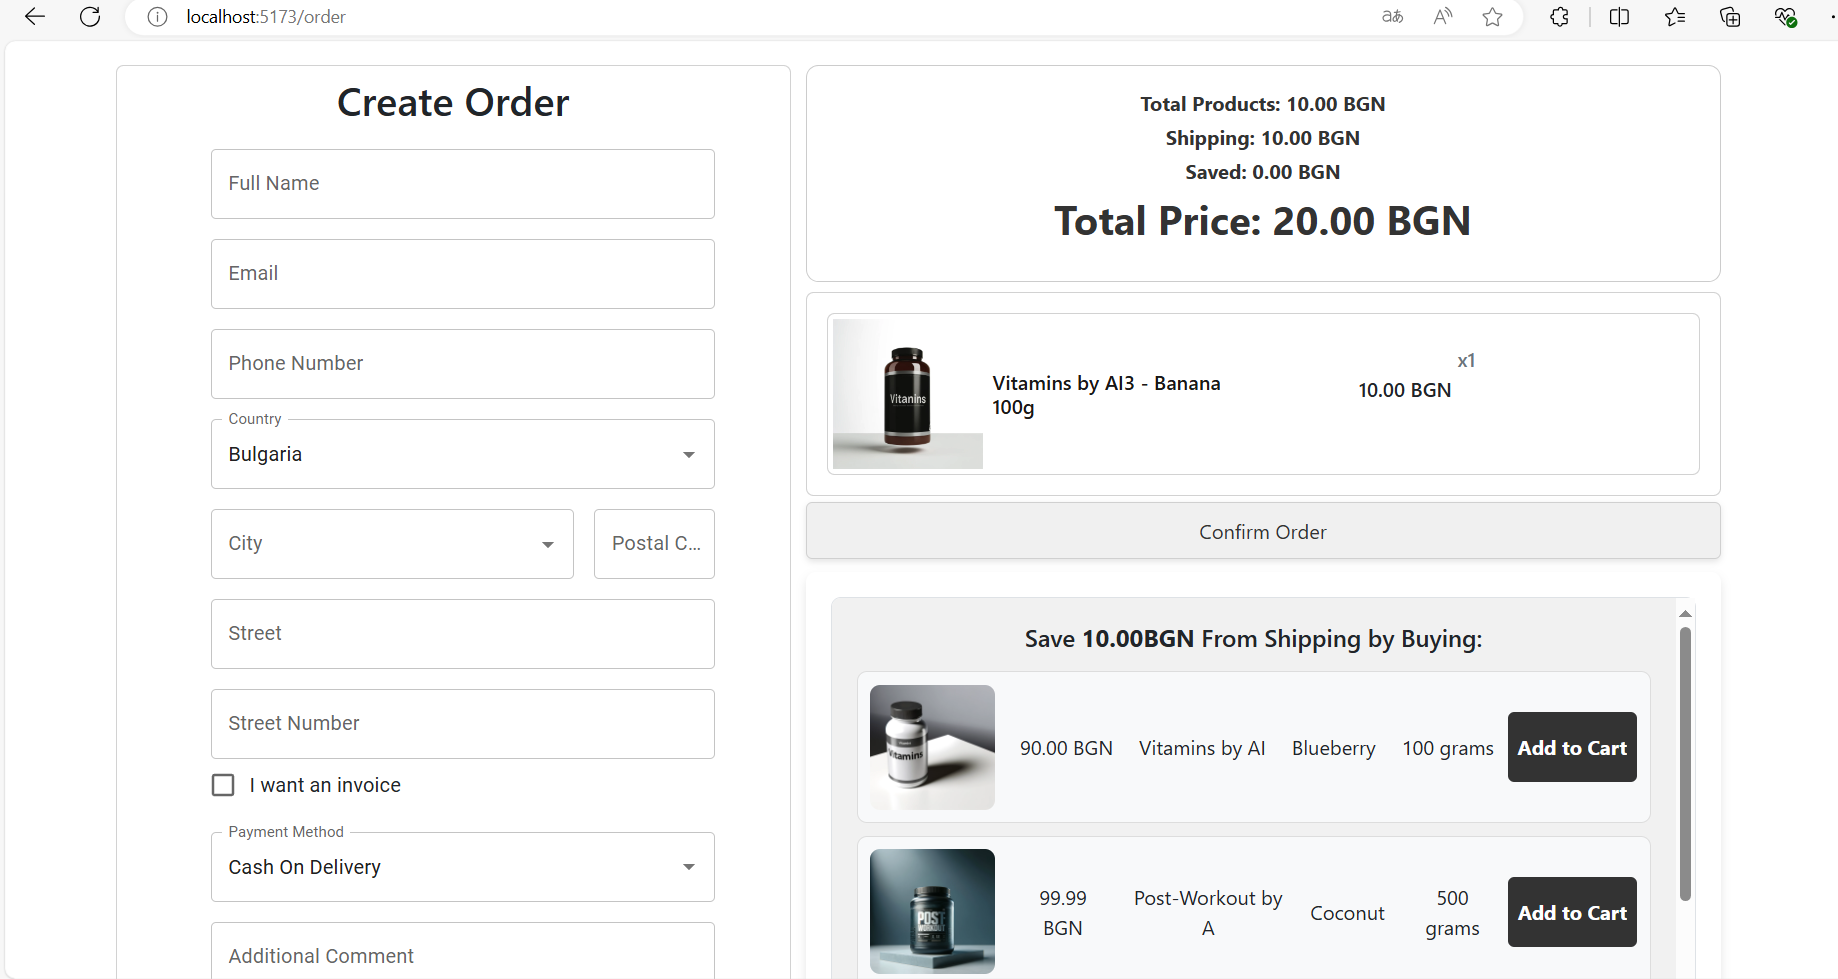 localhost:5173/order
Create Order
Full Name
Email
Phone Number
Country
Bulgaria
City
Postal C...
Street
Street Number
I want an invoice
Payment Method
Cash On Delivery
Additional Comment
Total Products: 10.00 BGN
Shipping: 10.00 BGN
Saved: 0.00 BGN
Total Price: 20.00 BGN
Vitanins
Vitamins by AI3 - Banana
100g
x1
10.00 BGN
Confirm Order
Save 10.00BGN From Shipping by Buying:
Vitamins
90.00 BGN
Vitamins by AI
Blueberry
100 grams
Add to Cart
POST
WORKOUT
99.99
BGN
Post-Workout by
A
Coconut
500
grams
Add to Cart